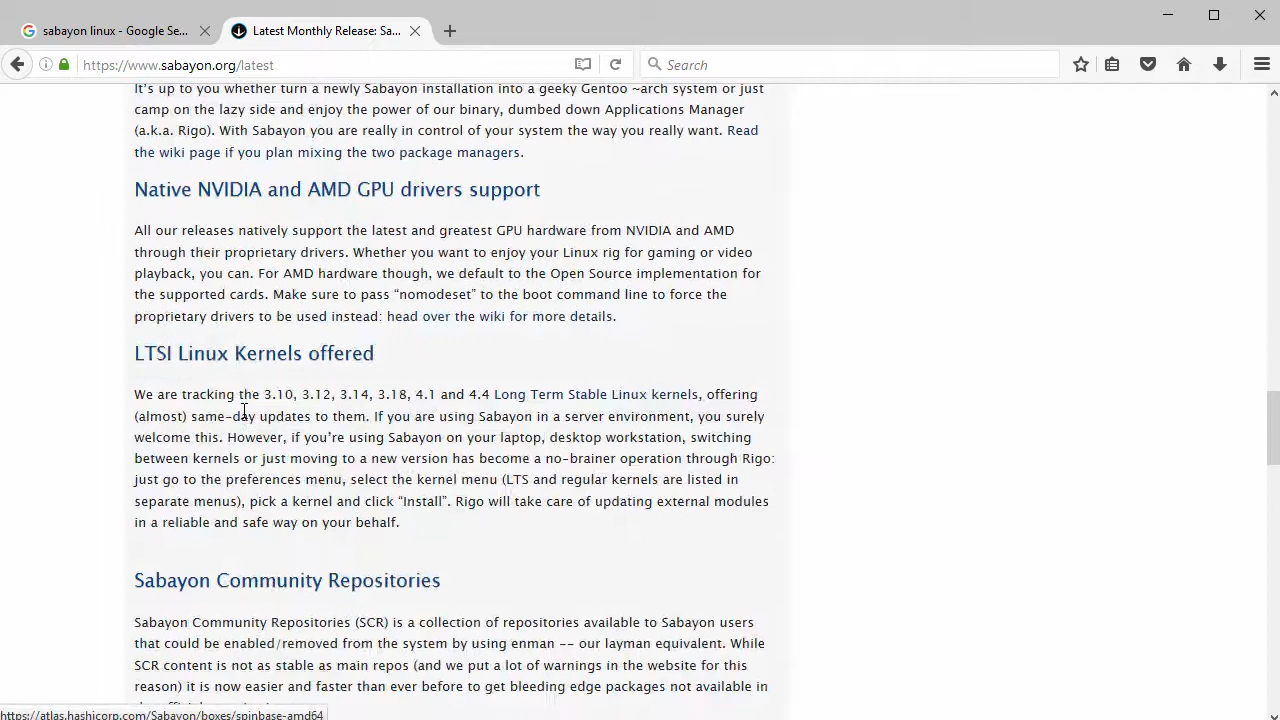 sabayon linux - Google Se...
Latest Monthly Release: Sa...
https://www.sabayon.org/latest
Search
It's up to you whether turn a newly Sabayon installation into a geeky Gentoo ~arch system or just
camp on the lazy side and enjoy the power of our binary, dumbed down Applications Manager
(a.k.a. Rigo). With Sabayon you are really in control of your system the way you really want. Read
the wiki page if you plan mixing the two package managers.
Native NVIDIA and AMD GPU drivers support
All our releases natively support the latest and greatest GPU hardware from NVIDIA and AMD
through their proprietary drivers. Whether you want to enjoy your Linux rig for gaming or video
playback, you can. For AMD hardware though, we default to the Open Source implementation for
the supported cards. Make sure to pass “nomodeset” to the boot command line to force the
proprietary drivers to be used instead: head over the wiki for more details.
LTSI Linux Kernels offered
We are tracking the 3.10, 3.12, 3.14, 3.18, 4.1 and 4.4 Long Term Stable Linux kernels, offering
(almost) same-day updates to them. If you are using Sabayon in a server environment, you surely
welcome this. However, if you’re using Sabayon on your laptop, desktop workstation, switching
between kernels or just moving to a new version has become a no-brainer operation through Rigo:
just go to the preferences menu, select the kernel menu (LTS and regular kernels are listed in
separate menus), pick a kernel and click “Install”. Rigo will take care of updating external modules
in a reliable and safe way on your behalf.
Sabayon Community Repositories
Sabayon Community Repositories (SCR) is a collection of repositories available to Sabayon users
that could be enabled/removed from the system by using enman -- our layman equivalent. While
SCR content is not as stable as main repos (and we put a lot of warnings in the website for this
reason) it is now easier and faster than ever before to get bleeding edge packages not available in
https://atlas.hashicorp.com/Sabayon/boxes/spinbase-amd64